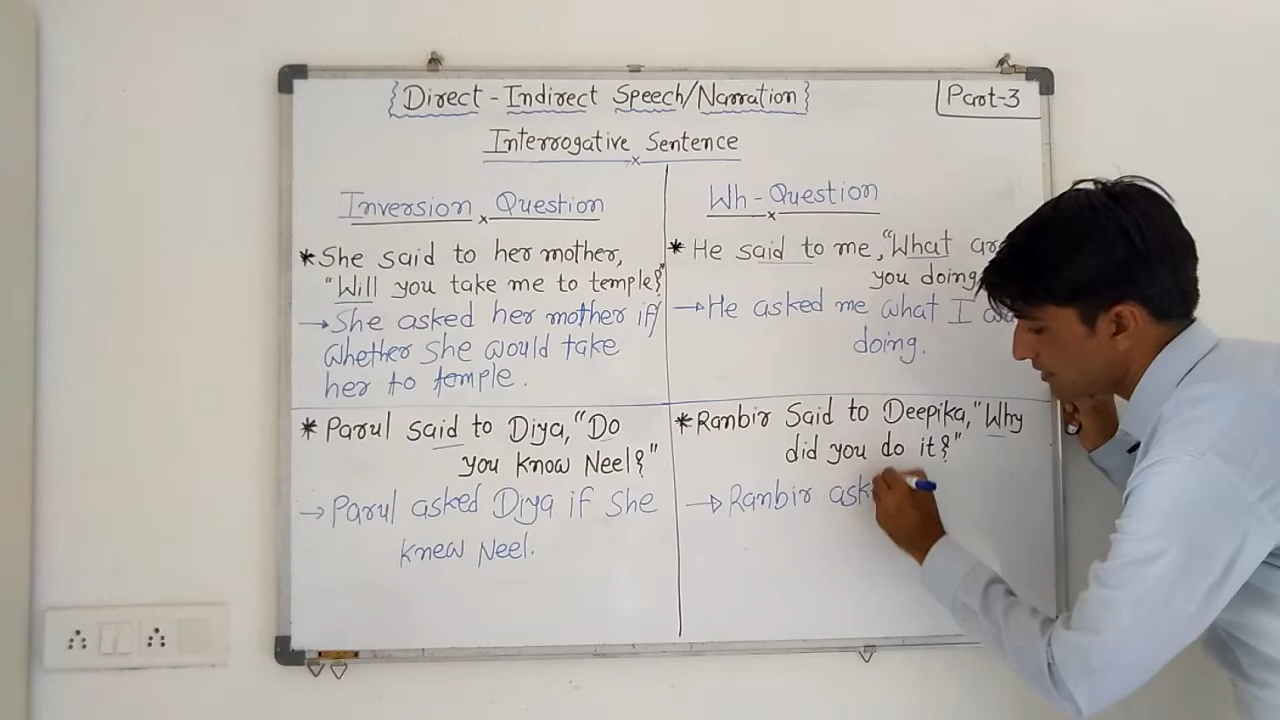 {Direct - Indirect Speech/Narration}
Part-3
Interrogative Sentence
Inversion Question
* She said to her mother,
"Will you take me to temple?"
→ She asked her mother if/
whether she would take
her to temple.
* Parul said to Diya, "Do
you know Neel?"
→ Parul asked Diya if she
knew Neel.
Wh - Question
* He said to me, "What are
you doing
→ He asked me what I
doing.
* Ranbir Said to Deepika, "Why
did you do it?"
→ Ranbir ask